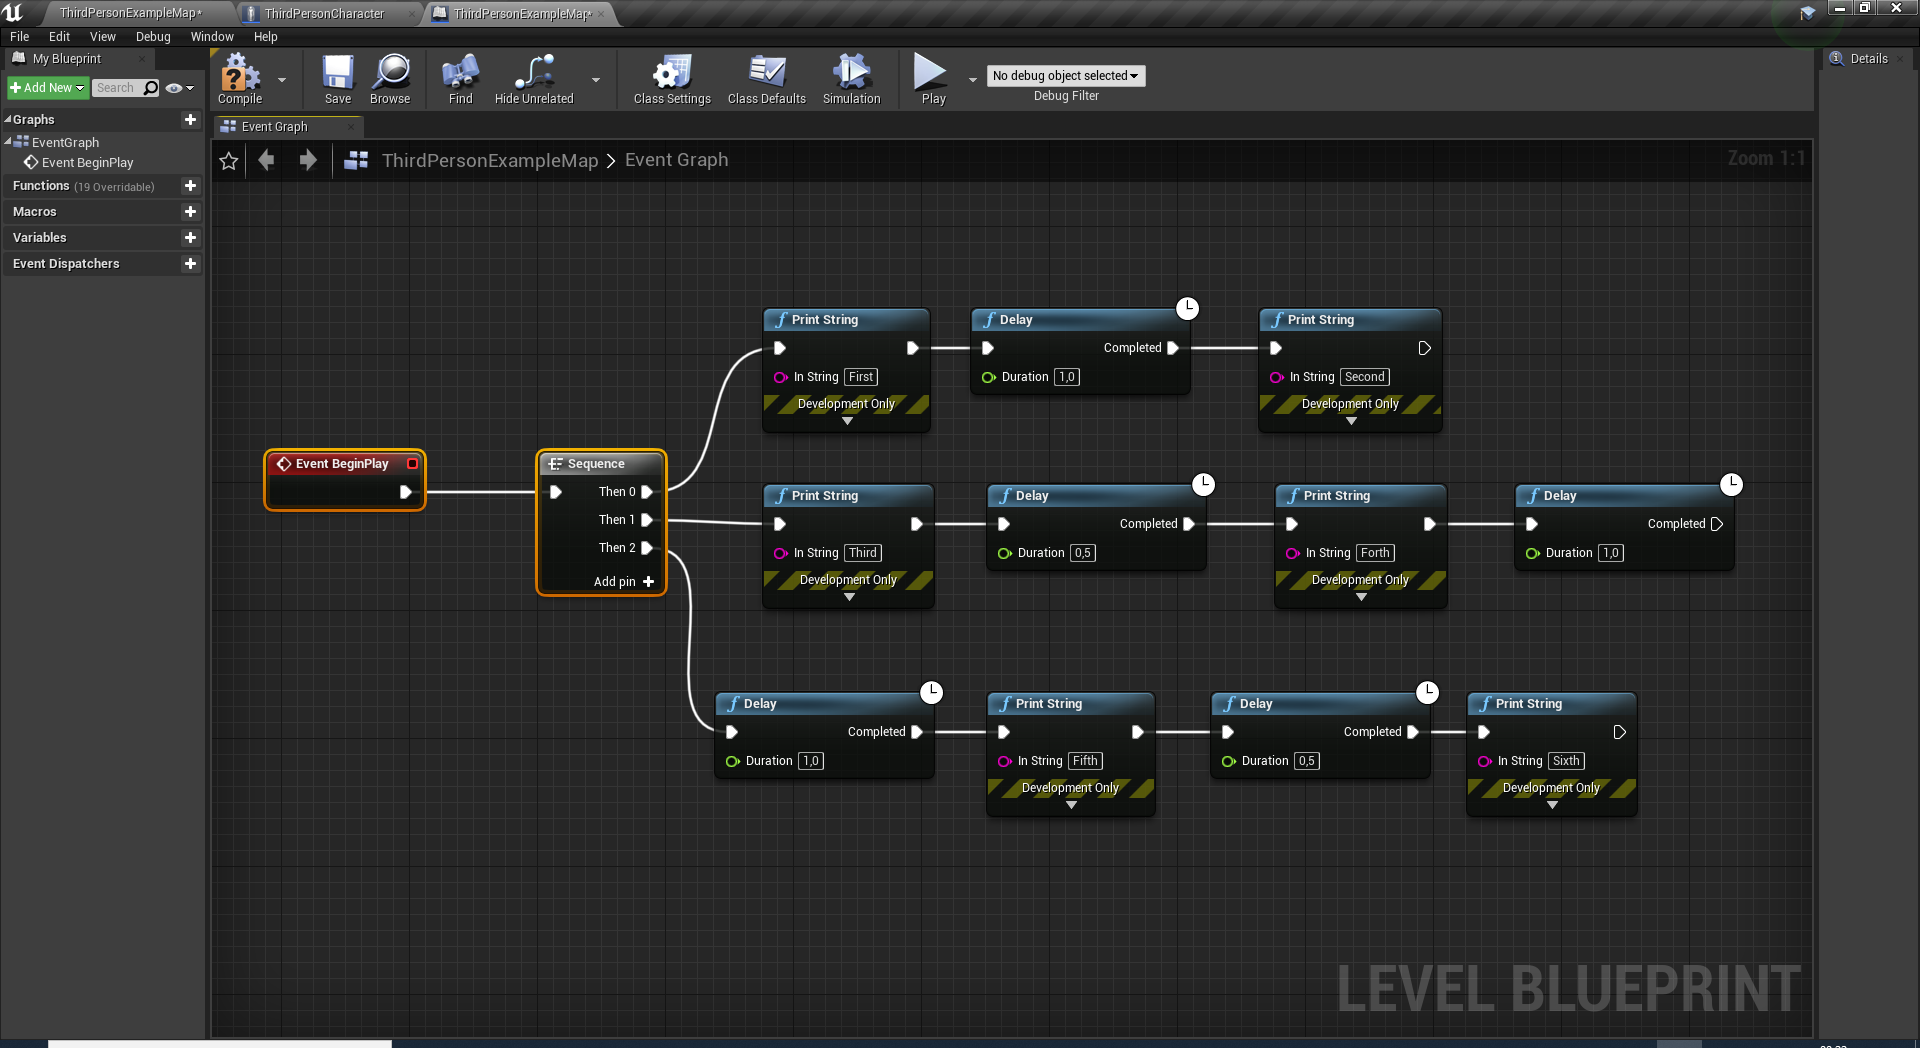 ThirdPersonExampleMap*
ThirdPersonCharacter
ThirdPersonExampleMap*
File Edit View Debug Window Help
My Blueprint
Details
Add New
Search
Compile
Save
Browse
Find
Hide Unrelated
Class Settings
Class Defaults
Simulation
Play
No debug object selected
Debug Filter
Graphs
EventGraph
Event BeginPlay
Functions (19 Overridable)
Macros
Variables
Event Dispatchers
Event Graph
ThirdPersonExampleMap > Event Graph
Zoom 1:1
Print String
In String First
Development Only
Delay
Completed
Duration 1,0
Print String
In String Second
Development Only
Event BeginPlay
Sequence
Then 0
Then 1
Then 2
Add pin
Print String
In String Third
Development Only
Delay
Completed
Duration 0,5
Print String
In String Forth
Development Only
Delay
Completed
Duration 1,0
Delay
Completed
Duration 1,0
Print String
In String Fifth
Development Only
Delay
Completed
Duration 0,5
Print String
In String Sixth
Development Only
LEVEL BLUEPRINT